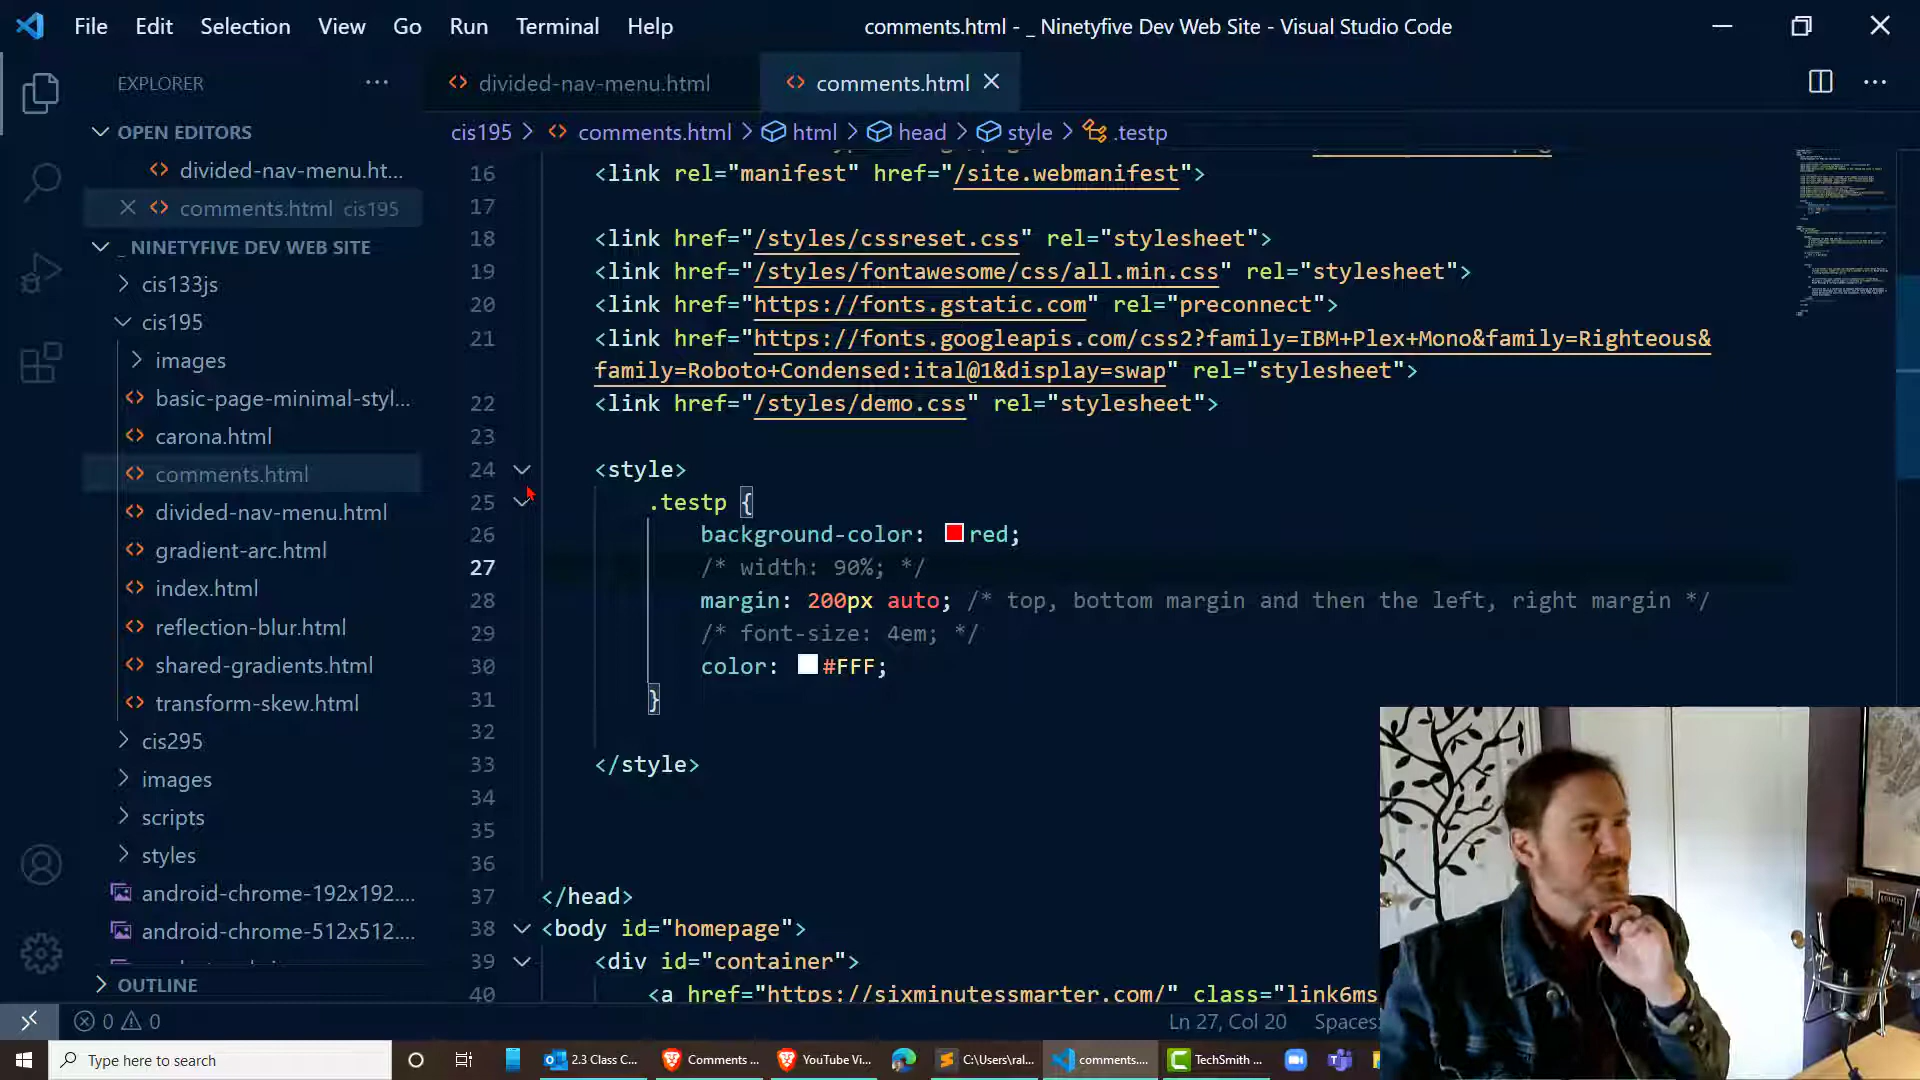 File Edit Selection View Go Run Terminal Help
comments.html - _ Ninetyfive Dev Web Site - Visual Studio Code
EXPLORER
OPEN EDITORS
divided-nav-menu.ht...
comments.html cis195
_ NINETYFIVE DEV WEB SITE
cis133js
cis195
images
basic-page-minimal-styl...
carona.html
comments.html
divided-nav-menu.html
gradient-arc.html
index.html
reflection-blur.html
shared-gradients.html
transform-skew.html
cis295
images
scripts
styles
android-chrome-192x192....
android-chrome-512x512....
OUTLINE
divided-nav-menu.html
comments.html
cis195 > comments.html > html > head > style > .testp
16 <link rel="manifest" href="/site.webmanifest">
17
18 <link href="/styles/cssreset.css" rel="stylesheet">
19 <link href="/styles/fontawesome/css/all.min.css" rel="stylesheet">
20 <link href="https://fonts.gstatic.com" rel="preconnect">
21 <link href="https://fonts.googleapis.com/css2?family=IBM+Plex+Mono&family=Righteous&
family=Roboto+Condensed:ital@1&display=swap" rel="stylesheet">
22 <link href="/styles/demo.css" rel="stylesheet">
23
24 <style>
25 .testp {
26 background-color: red;
27 /* width: 90%; */
28 margin: 200px auto; /* top, bottom margin and then the left, right margin */
29 /* font-size: 4em; */
30 color: #FFF;
31 }
32
33 </style>
34
35
36
37 </head>
38 <body id="homepage">
39 <div id="container">
40 <a href="https://sixminutessmarter.com/" class="link6ms
0 0
Ln 27, Col 20 Spaces:
Type here to search
2.3 Class C...
Comments ...
YouTube Vi...
C:\Users\ral...
comments....
TechSmith ...